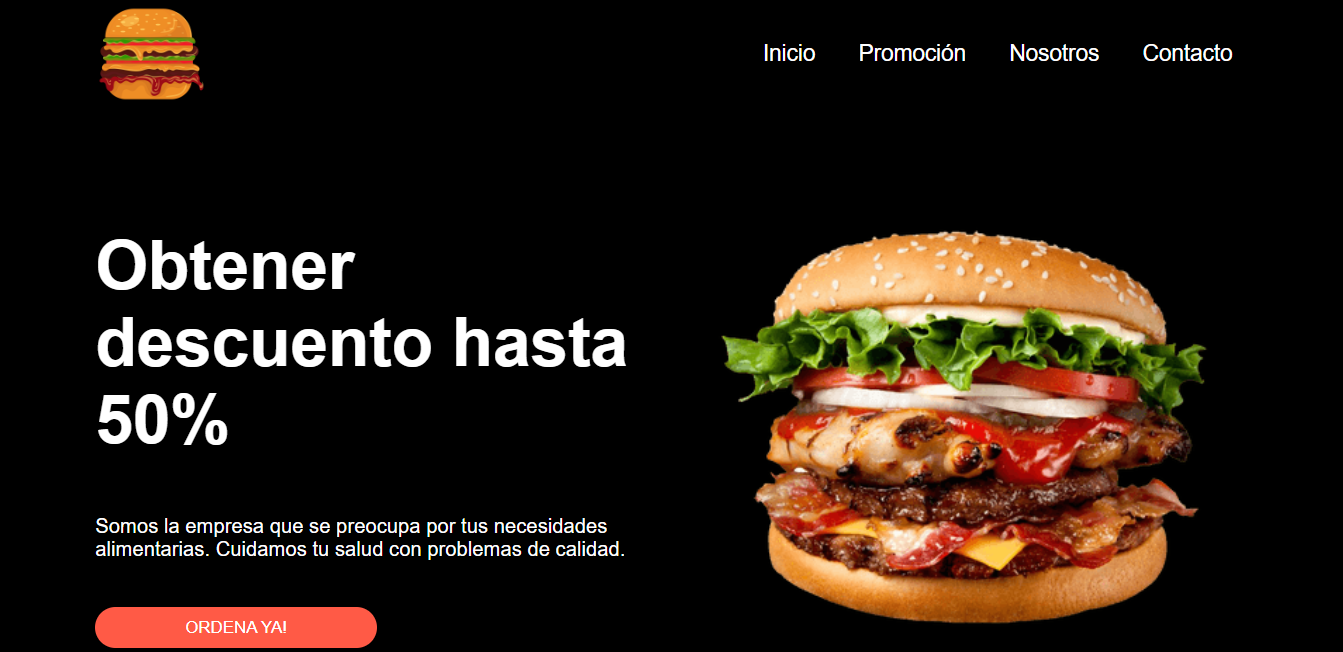 Inicio Promoción Nosotros Contacto
Obtener
descuento hasta
50%
Somos la empresa que se preocupa por tus necesidades
alimentarias. Cuidamos tu salud con problemas de calidad.
ORDENA YA!